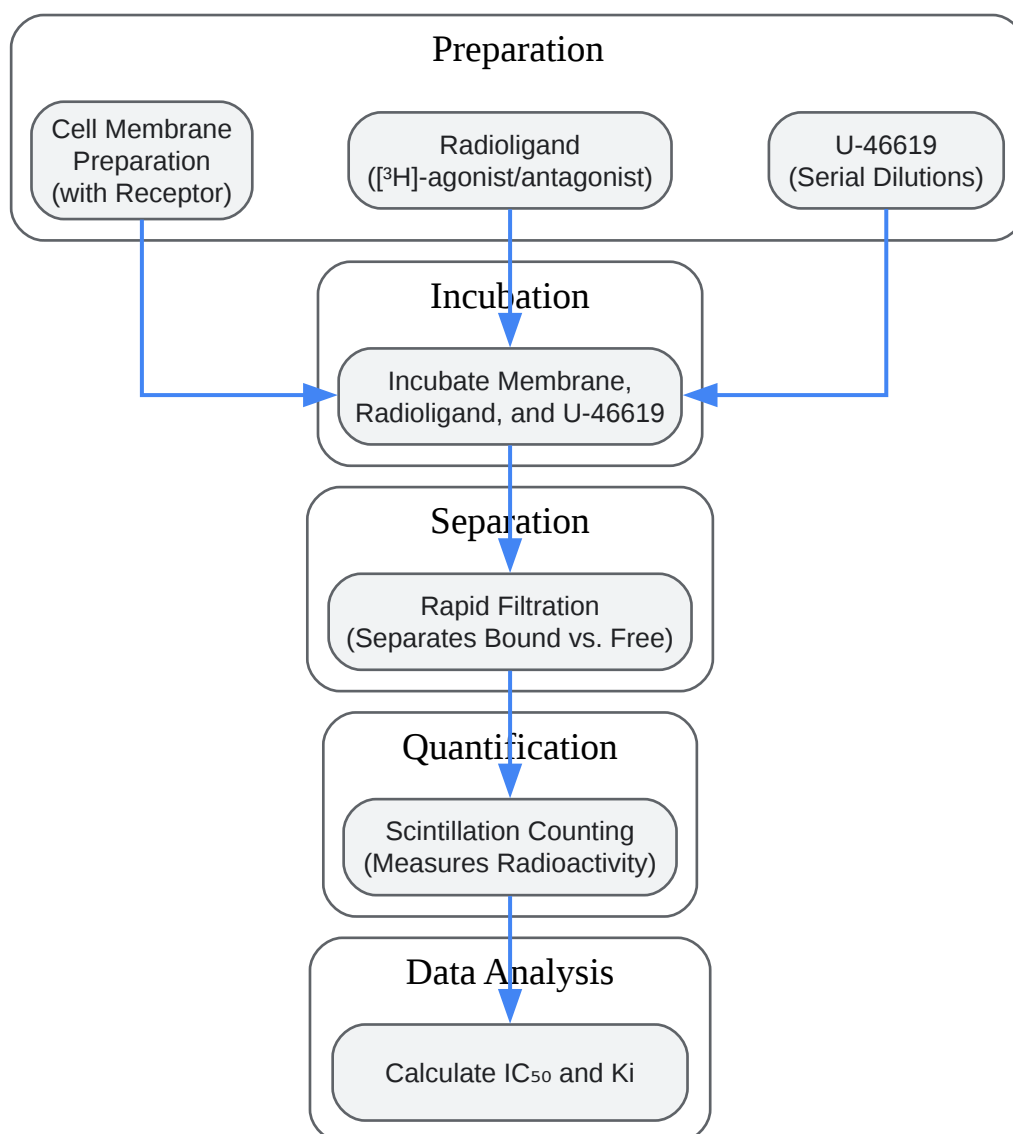 Preparation
Cell Membrane
Preparation
(with Receptor)
Radioligand
([³H]-agonist/antagonist)
U-46619
(Serial Dilutions)
Incubation
Incubate Membrane,
Radioligand, and U-46619
Separation
Rapid Filtration
(Separates Bound vs. Free)
Quantification
Scintillation Counting
(Measures Radioactivity)
Data Analysis
Calculate IC₅₀ and Ki